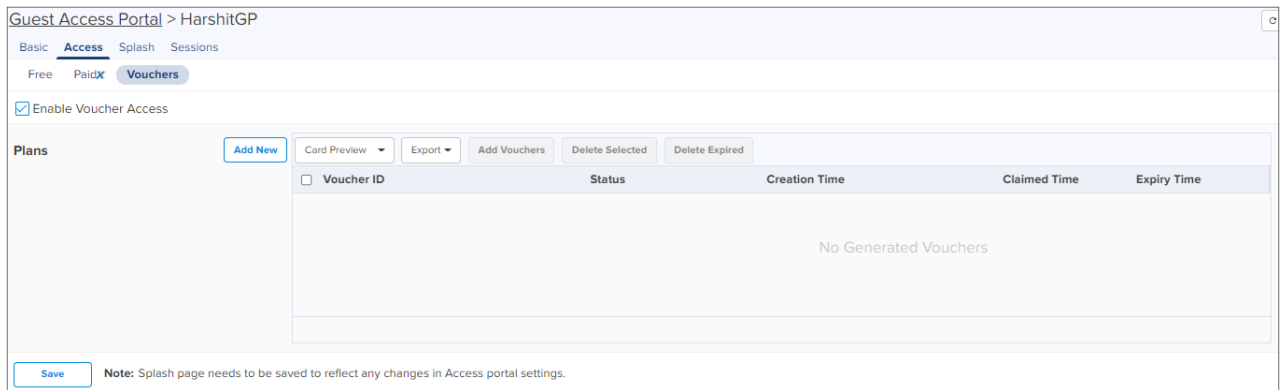 Guest Access Portal > HarshitGP
Basic Access Splash Sessions
Free Paidx Vouchers
Enable Voucher Access
Plans Add New Card Preview Export Add Vouchers Delete Selected Delete Expired
Voucher ID Status Creation Time Claimed Time Expiry Time
No Generated Vouchers
Save Note: Splash page needs to be saved to reflect any changes in Access portal settings.